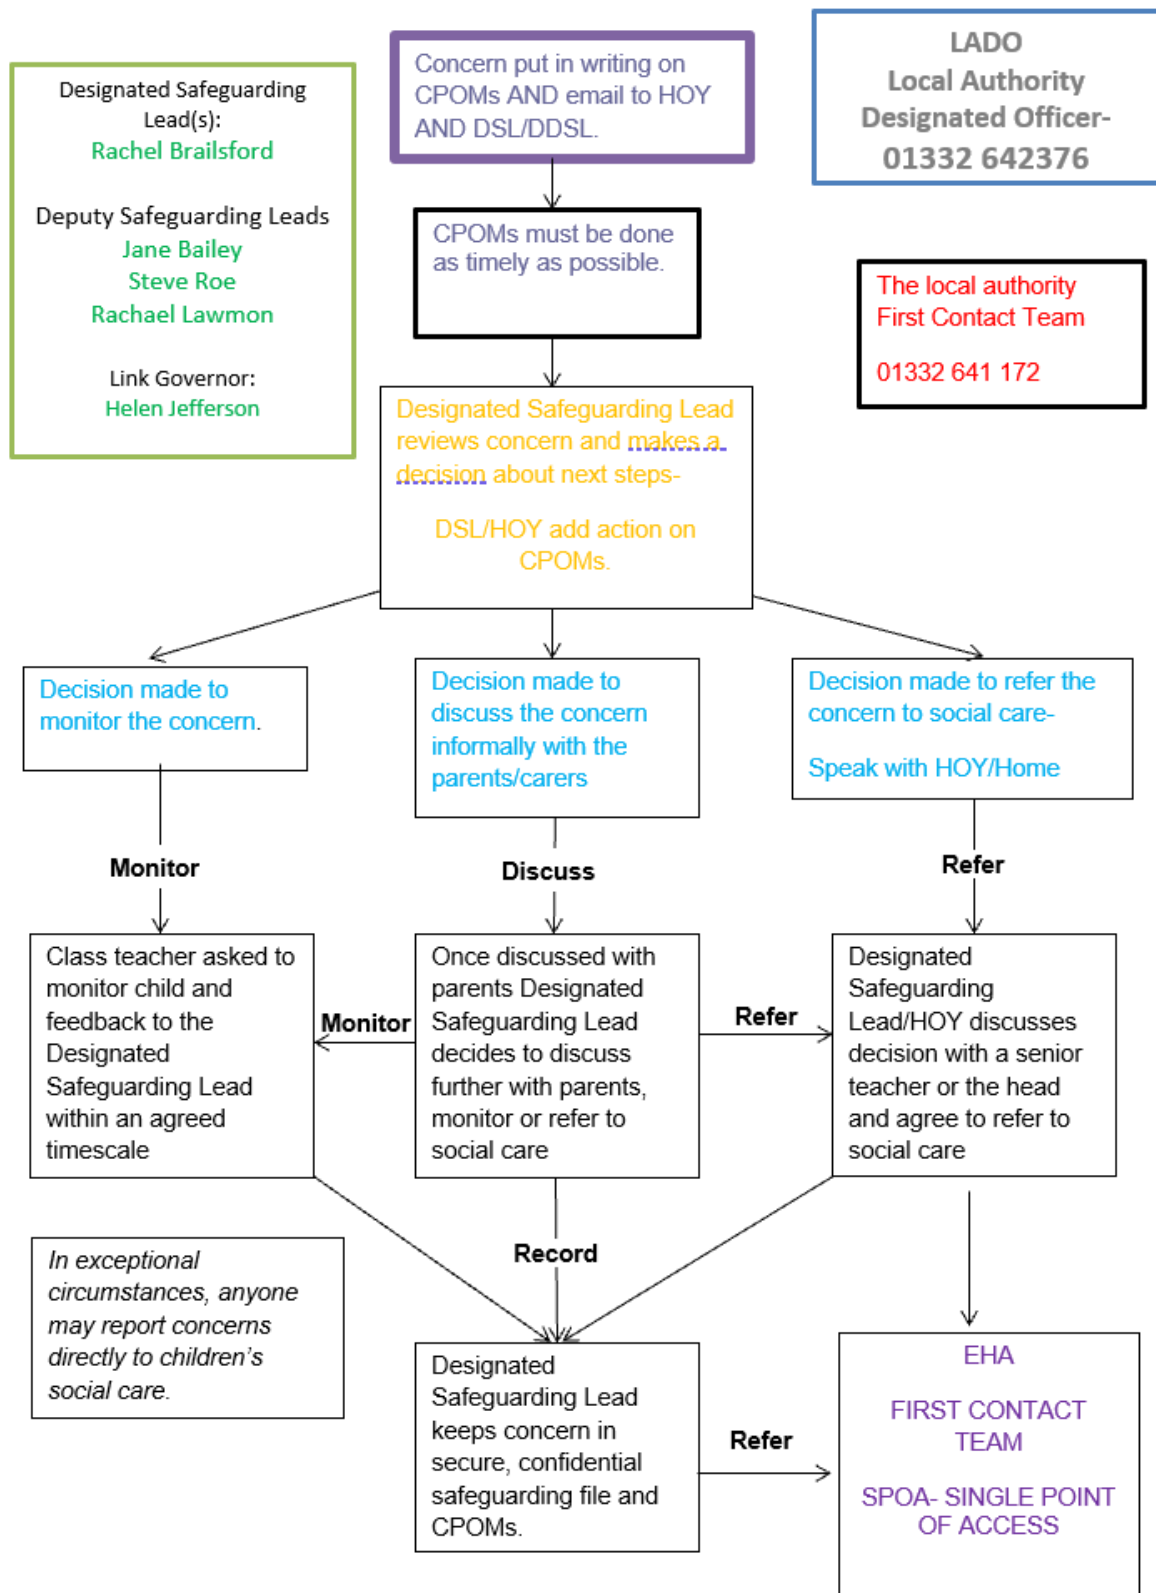 Designated Safeguarding
Lead(s):
Rachel Brailsford
Deputy Safeguarding Leads
Jane Bailey
Steve Roe
Rachael Lawmon
Link Governor:
Helen Jefferson
Concern put in writing on
CPOMs AND email to HOY
AND DSL/DDSL.
LADO
Local Authority
Designated Officer-
01332 642376
CPOMs must be done
as timely as possible.
The local authority
First Contact Team
01332 641 172
Designated Safeguarding Lead
reviews concern and makes a
decision about next steps-
DSL/HOY add action on
CPOMs.
Decision made to
monitor the concern.
Decision made to
discuss the concern
informally with the
parents/carers
Decision made to refer the
concern to social care-
Speak with HOY/Home
Monitor
Discuss
Refer
Class teacher asked to
monitor child and
feedback to the
Designated
Safeguarding Lead
within an agreed
timescale
Monitor
Once discussed with
parents Designated
Safeguarding Lead
decides to discuss
further with parents,
monitor or refer to
social care
Refer
Designated
Safeguarding
Lead/HOY discusses
decision with a senior
teacher or the head
and agree to refer to
social care
In exceptional
circumstances, anyone
may report concerns
directly to children's
social care.
Record
Designated
Safeguarding Lead
keeps concern in
secure, confidential
safeguarding file and
CPOMs.
Refer
EHA
FIRST CONTACT
TEAM
SPOA- SINGLE POINT
OF ACCESS